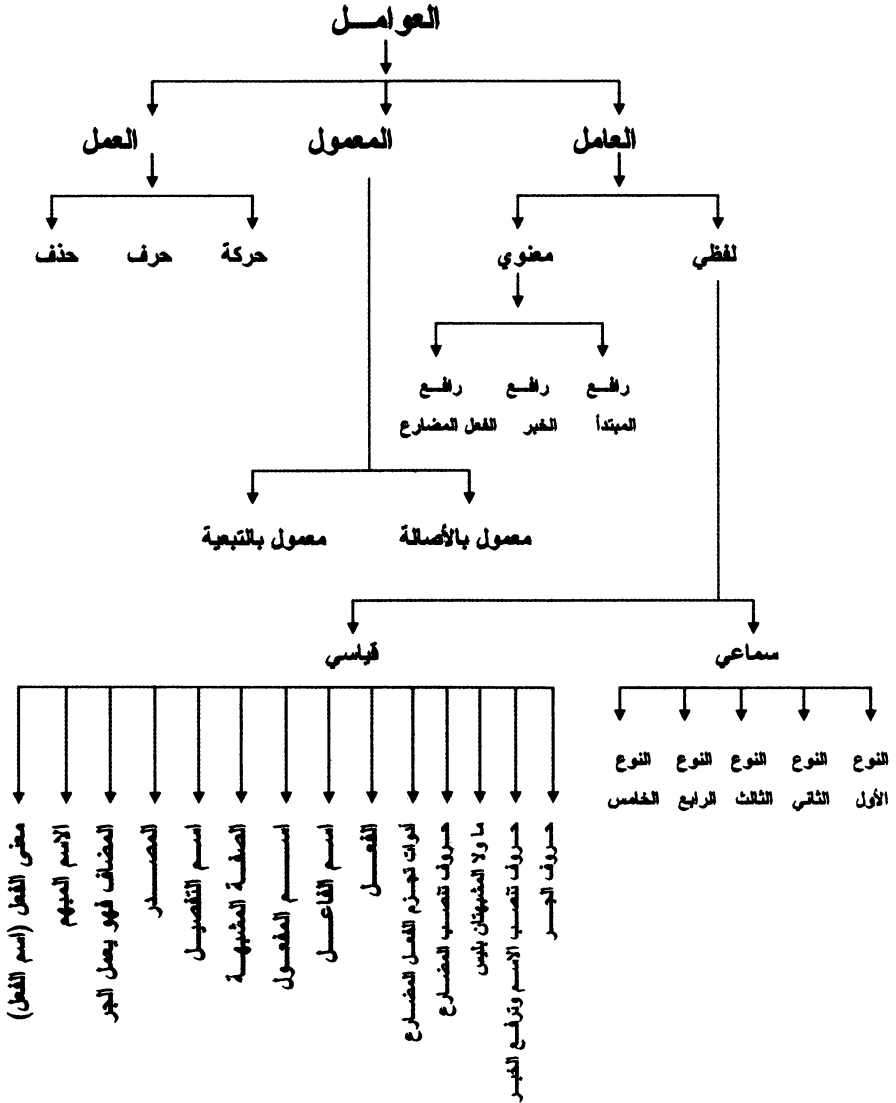 العوامل
العامل
المعمول
العمل
لفظي
معنوي
حركة
حرف
حذف
رافع
المبتدأ
رافع
الخبر
رافع
الفعل المضارع
معمول بالأصالة
معمول بالتبعية
سماعي
قياسي
النوع
الأول
النوع
الثاني
النوع
الثالث
النوع
الرابع
النوع
الخامس
حروف الجر
حروف تنصب الاسم وترفع الخبر
ما ولا المشبهتان بليس
حروف تنصب المضارع
أدوات تجزم الفعل المضارع
الفعل
اسم الفاعل
اسم المفعول
الصفة المشبهة
اسم التفضيل
المصدر
المضاف فهو يعمل الجر
الاسم المبهم
معنى الفعل (اسم الفعل)